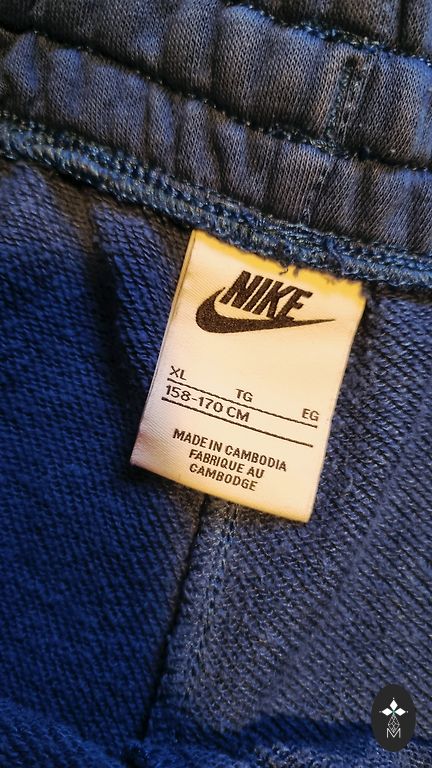 NIKE
XL TG EG
158-170 CM
MADE IN CAMBODIA
FABRIQUE AU
CAMBODGE
M